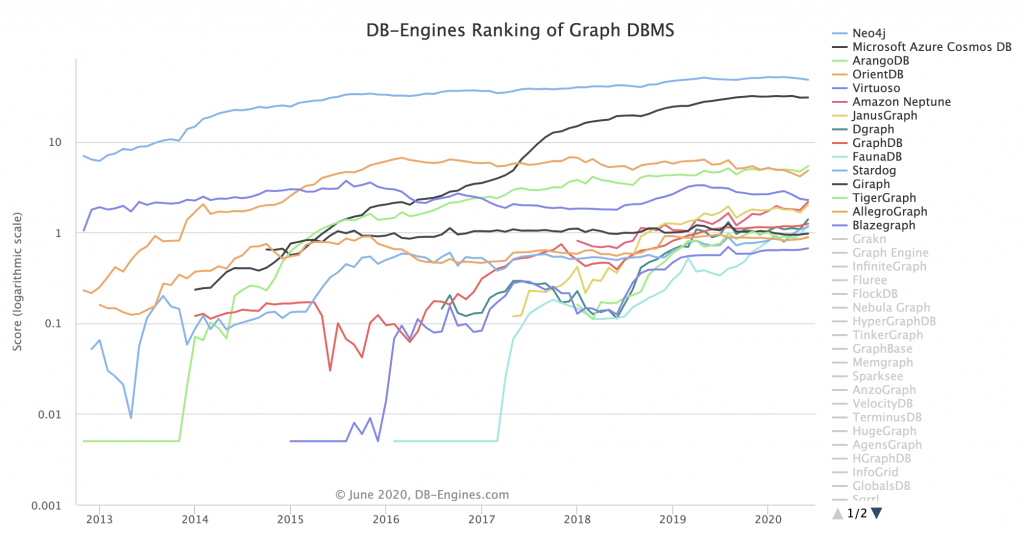 DB-Engines Ranking of Graph DBMS
Score (logarithmic scale)
10
1
0.1
0.01
0.001
2013 2014 2015 2016 2017 2018 2019 2020
© June 2020, DB-Engines.com
Neo4j
Microsoft Azure Cosmos DB
ArangoDB
OrientDB
Virtuoso
Amazon Neptune
JanusGraph
Dgraph
GraphDB
FaunaDB
Stardog
Giraph
TigerGraph
AllegroGraph
Blazegraph
Grakn
Graph Engine
InfiniteGraph
Fluree
FlockDB
Nebula Graph
HyperGraphDB
TinkerGraph
GraphBase
Memgraph
Sparksee
AnzoGraph
VelocityDB
TerminusDB
HugeGraph
AgensGraph
HGraphDB
InfoGrid
GlobalsDB
Sqrrl
1/2